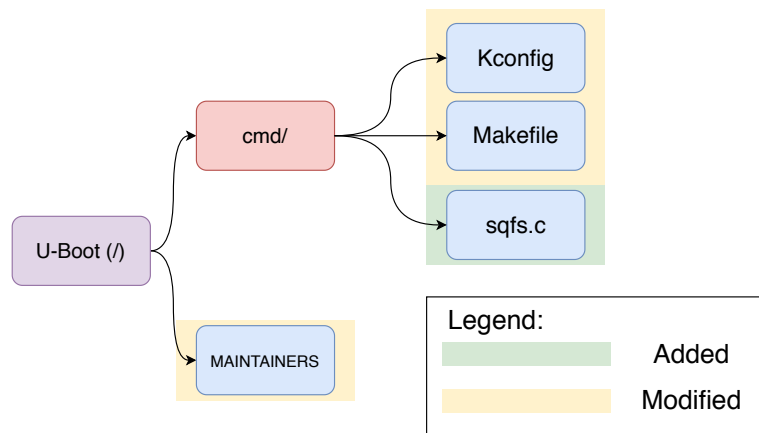 Kconfig
cmd/
Makefile
sqfs.c
U-Boot (/)
MAINTAINERS
Legend:
Added
Modified